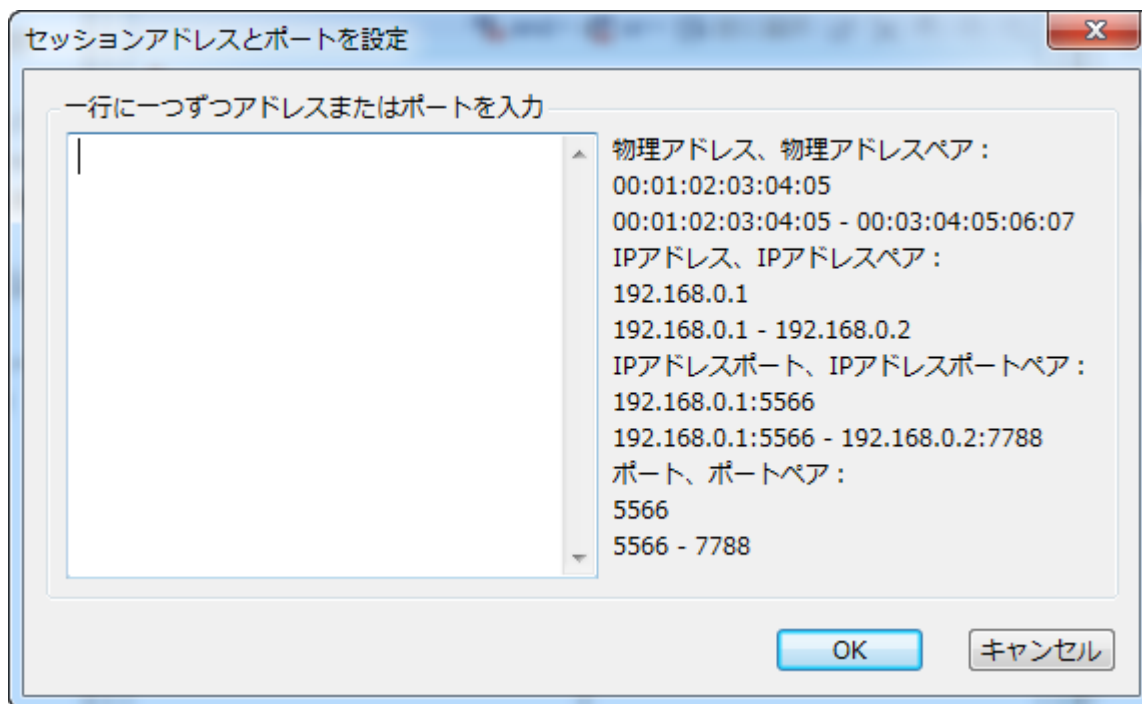 セッションアドレスとポートを設定
一行に一つずつアドレスまたはポートを入力
物理アドレス、物理アドレスペア：
00:01:02:03:04:05
00:01:02:03:04:05 - 00:03:04:05:06:07
IPアドレス、IPアドレスペア：
192.168.0.1
192.168.0.1 - 192.168.0.2
IPアドレスポート、IPアドレスポートペア：
192.168.0.1:5566
192.168.0.1:5566 - 192.168.0.2:7788
ポート、ポートペア：
5566
5566 - 7788
OK
キャンセル